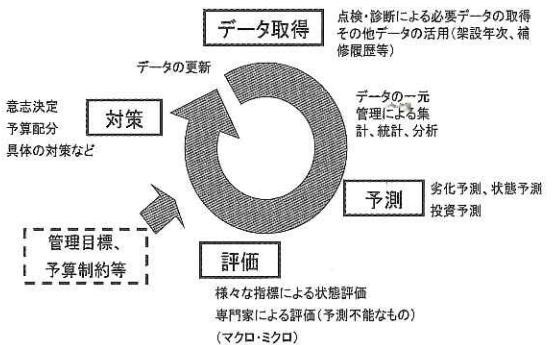 データ取得
点検・診断による必要データの取得
その他データの活用(架設年次、補
修履歴等)
データの更新
データの一元
管理による集
計、統計、分析
意志決定
予算配分
具体の対策など
対策
予測
劣化予測、状態予測
投資予測
管理目標、
予算制約等
評価
様々な指標による状態評価
専門家による評価(予測不能なもの)
(マクロ・ミクロ)